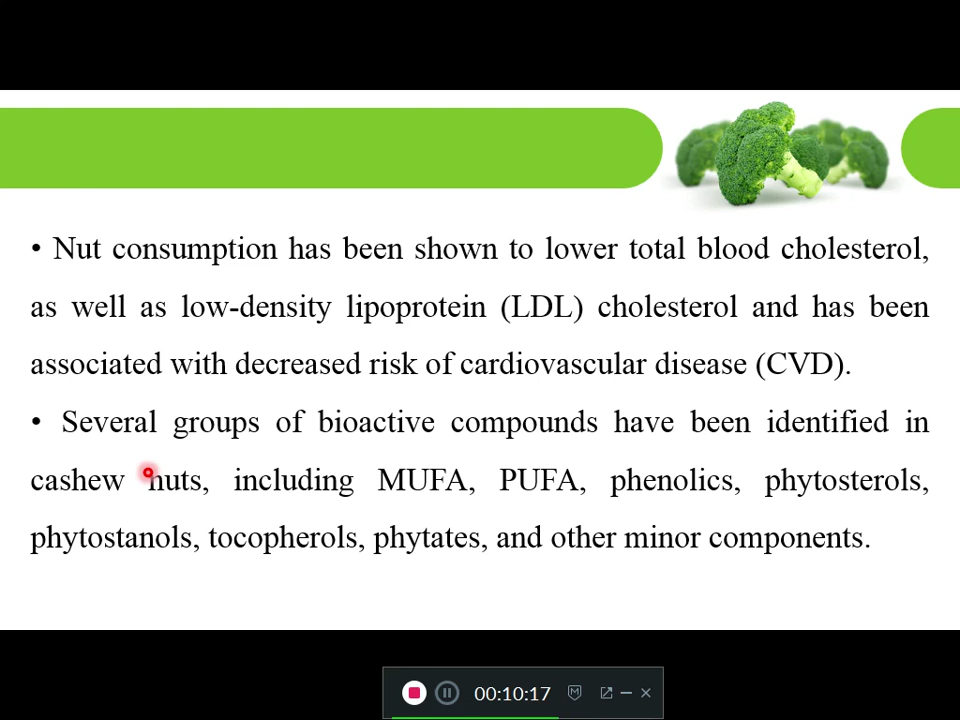 • Nut consumption has been shown to lower total blood cholesterol,
as well as low-density lipoprotein (LDL) cholesterol and has been
associated with decreased risk of cardiovascular disease (CVD).
• Several groups of bioactive compounds have been identified in
cashew nuts, including MUFA, PUFA, phenolics, phytosterols,
phytostanols, tocopherols, phytates, and other minor components.
00:10:17